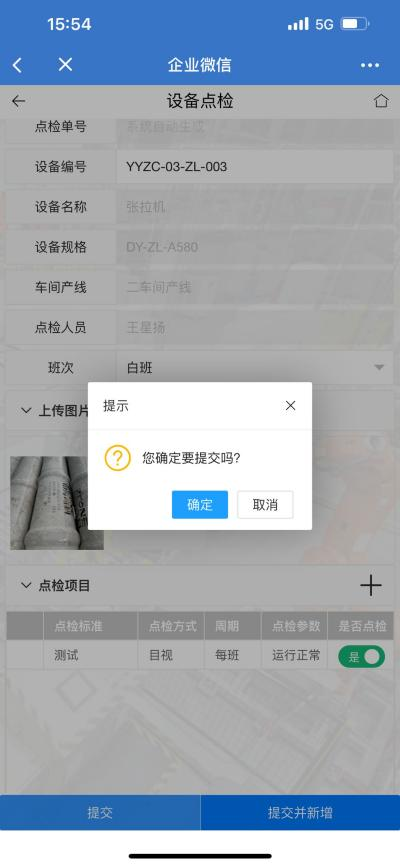 15:54 5G
企业微信
设备点检
点检单号 系统自动生成
设备编号 YYZC-03-ZL-003
设备名称 张拉机
设备规格 DY-ZL-A580
车间产线 二车间产线
点检人员 王星扬
班次 白班
上传图片
提示
您确定要提交吗?
确定 取消
点检项目
点检标准 点检方式 周期 点检参数 是否点检
测试 目视 每班 运行正常 是
提交 提交并新增